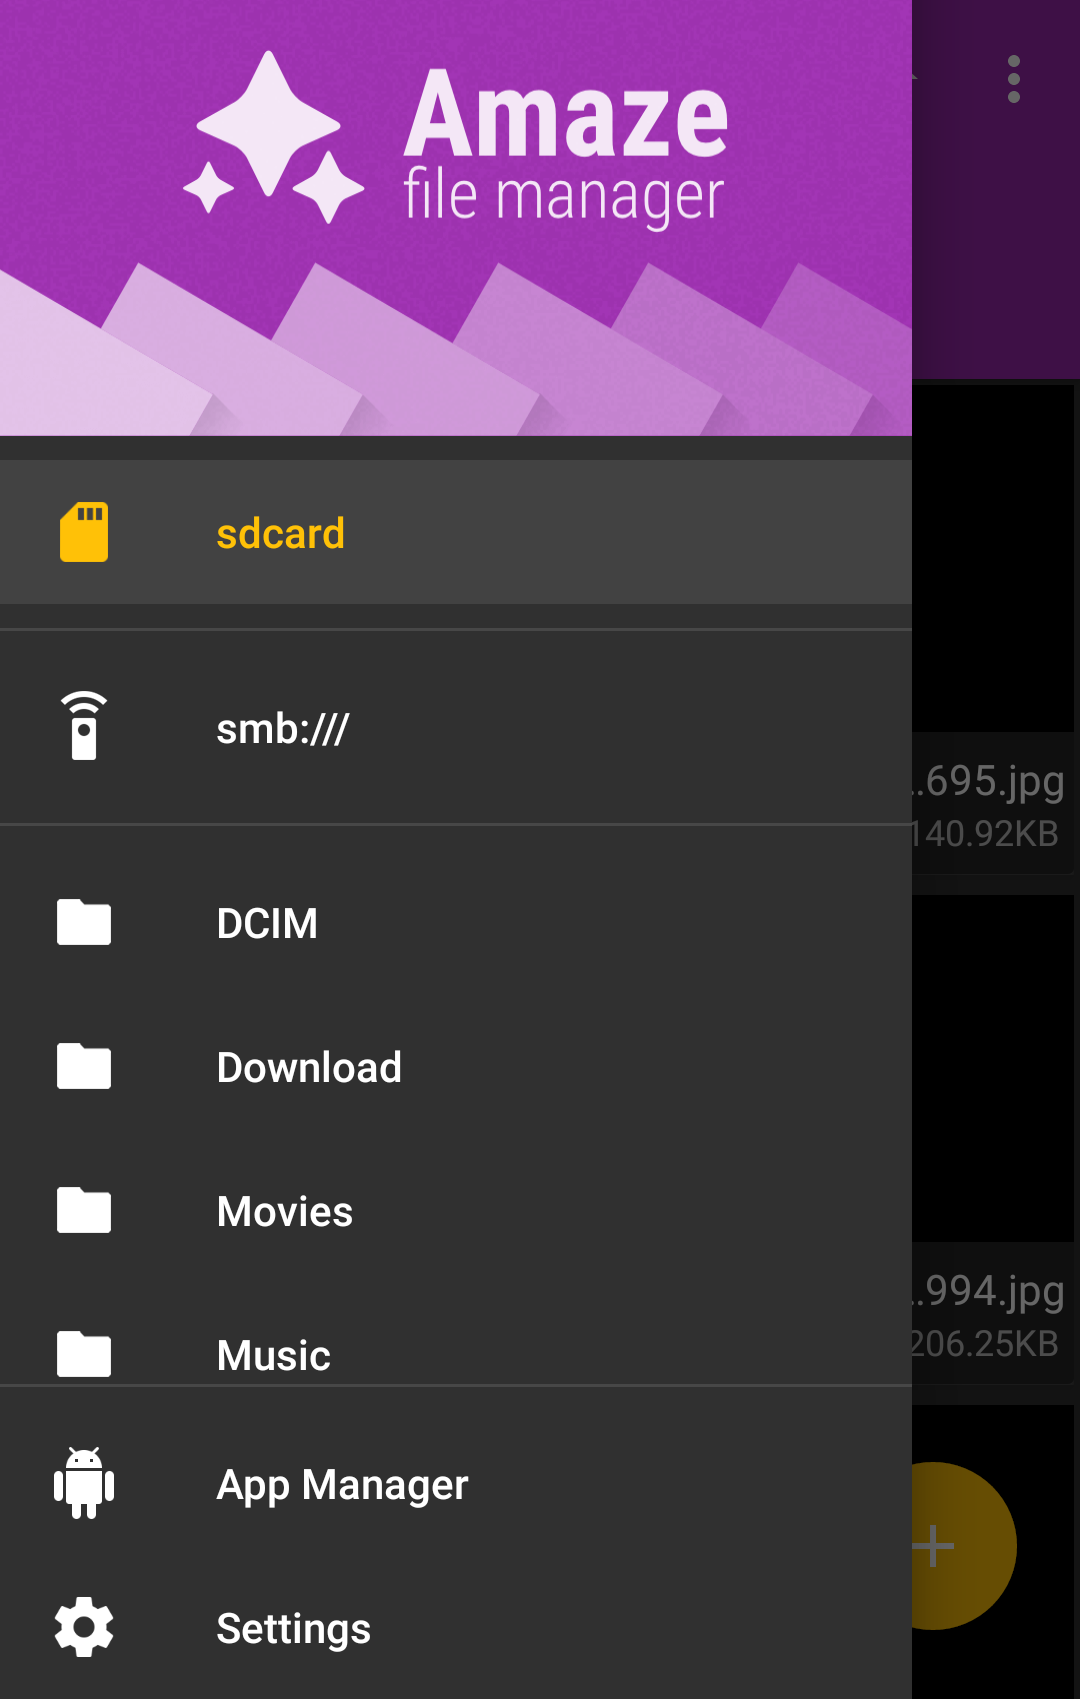 Amaze
file manager
sdcard
smb:///
..695.jpg
140.92KB
DCIM
Download
Movies
..994.jpg
206.25KB
Music
App Manager
Settings